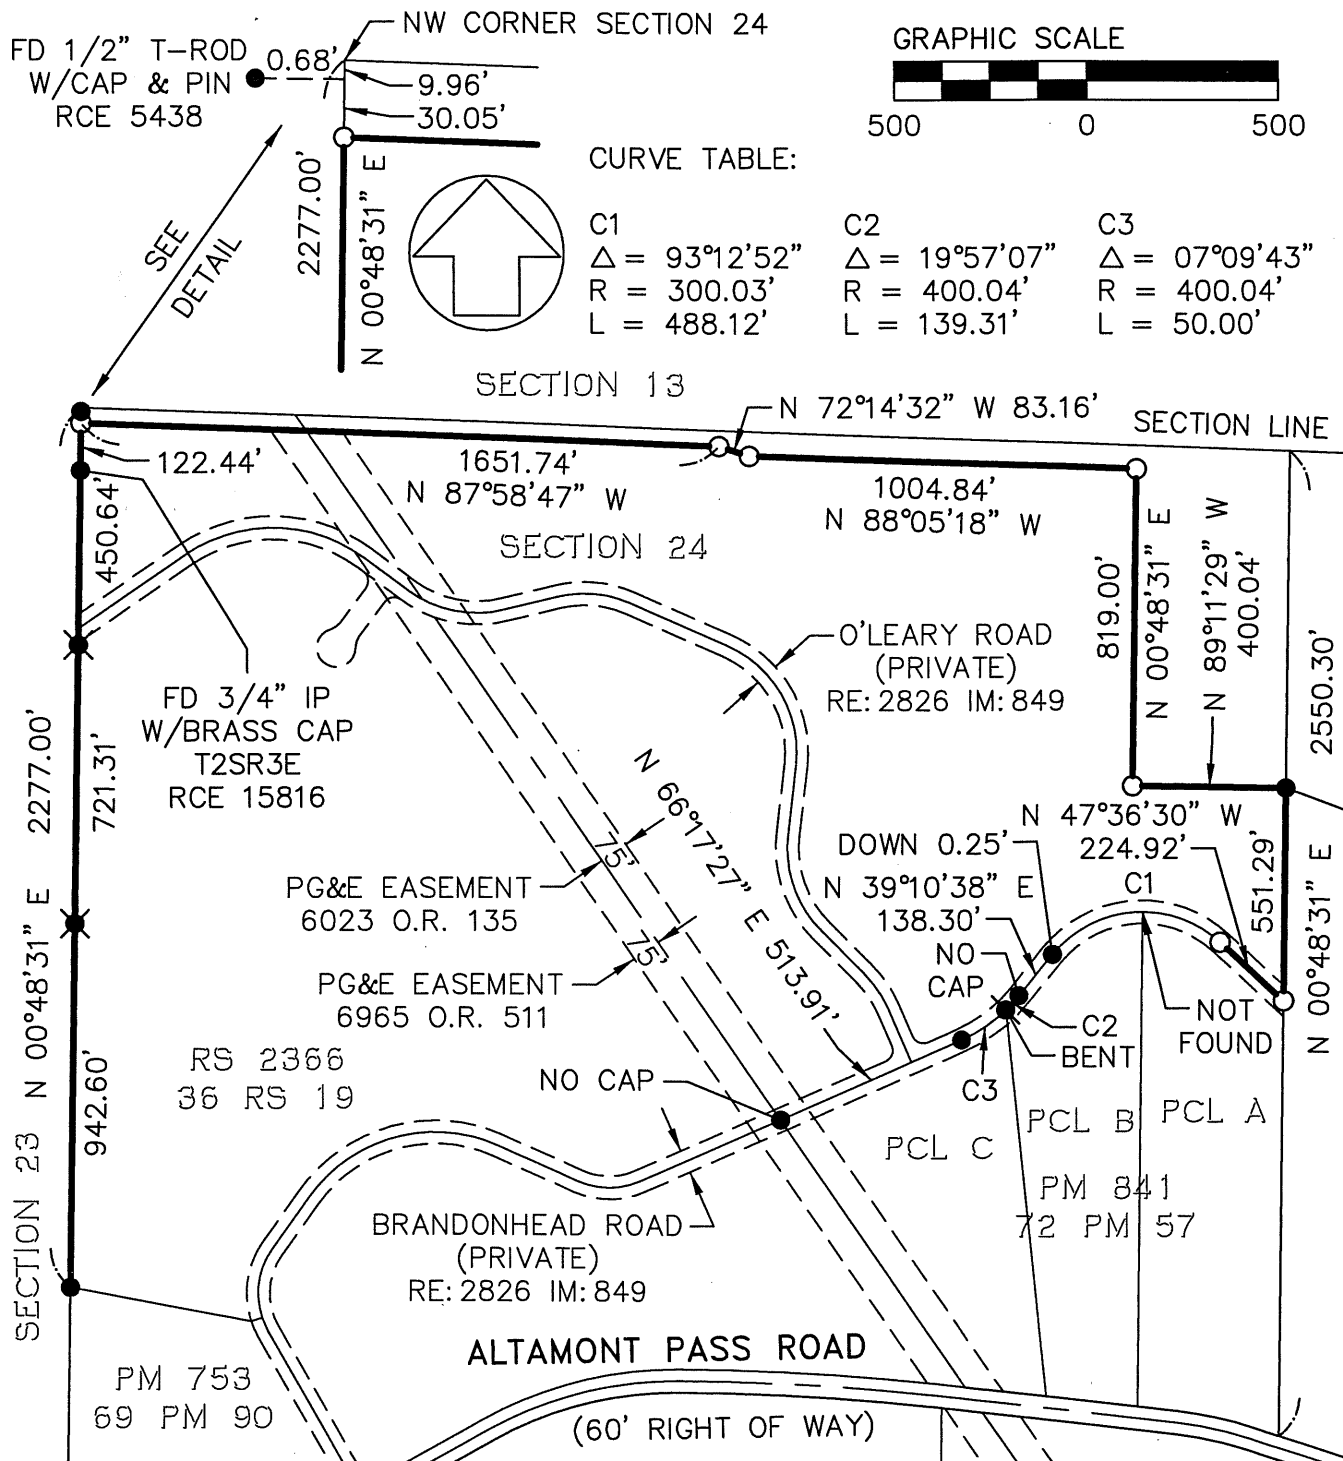 NW CORNER SECTION 24
FD 1/2" T-ROD
W/CAP & PIN
RCE 5438
0.68'
9.96'
30.05'
2277.00'
N 00°48'31" E
SEE
DETAIL
GRAPHIC SCALE
500 0 500
CURVE TABLE:
C1
△ = 93°12'52"
R = 300.03'
L = 488.12'
C2
△ = 19°57'07"
R = 400.04'
L = 139.31'
C3
△ = 07°09'43"
R = 400.04'
L = 50.00'
SECTION 13
N 72°14'32" W 83.16'
SECTION LINE
122.44'
1651.74'
N 87°58'47" W
1004.84'
N 88°05'18" W
SECTION 24
450.64'
819.00'
N 00°48'31" E
N 89°11'29" W
400.04'
2550.30'
O'LEARY ROAD
(PRIVATE)
RE: 2826 IM: 849
FD 3/4" IP
W/BRASS CAP
T2SR3E
RCE 15816
721.31'
N 66°17'27" E 513.91'
75'
75'
PG&E EASEMENT
6023 O.R. 135
PG&E EASEMENT
6965 O.R. 511
N 47°36'30" W
224.92'
DOWN 0.25'
N 39°10'38" E
138.30'
C1
551.29'
N 00°48'31" E
NO
CAP
NOT
FOUND
C2
BENT
C3
SECTION 23 N 00°48'31" E 2277.00'
942.60'
RS 2366
36 RS 19
NO CAP
PCL C
PCL B
PCL A
PM 841
72 PM 57
BRANDONHEAD ROAD
(PRIVATE)
RE: 2826 IM: 849
ALTAMONT PASS ROAD
(60' RIGHT OF WAY)
PM 753
69 PM 90